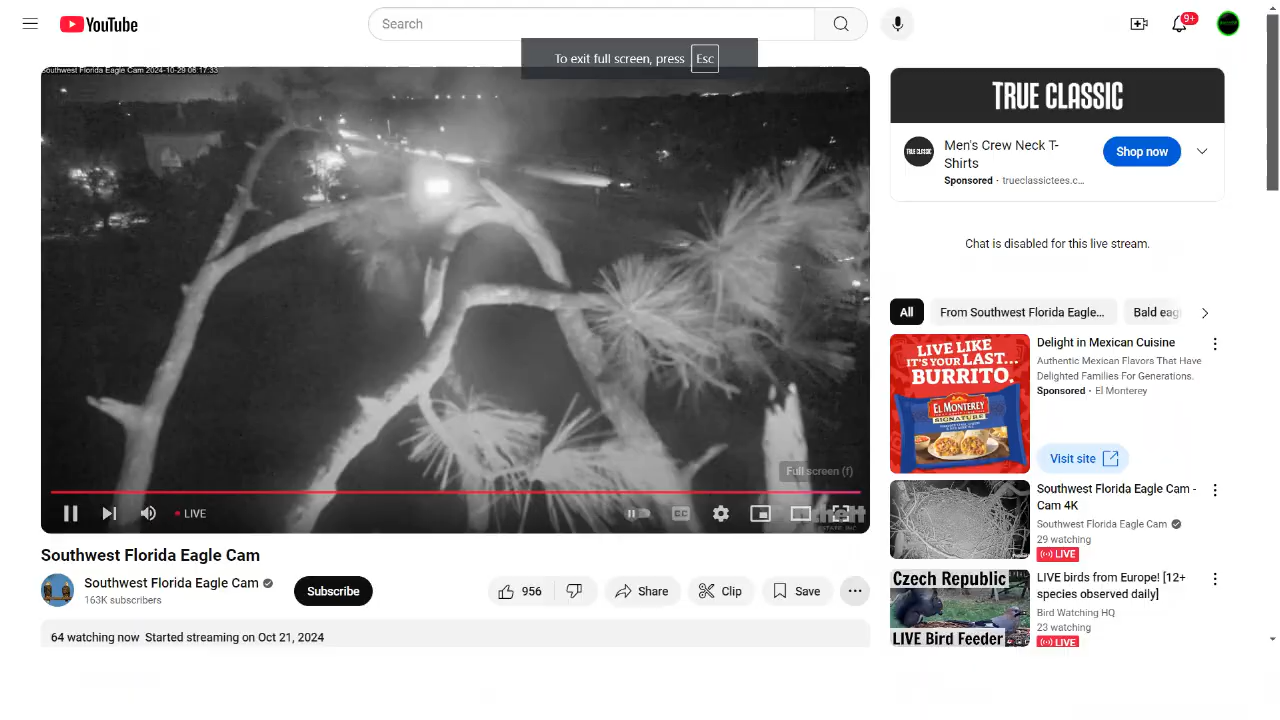 YouTube
Search
9+
To exit full screen, press Esc
Southwest Florida Eagle Cam 2024-10-29 06:17:33
Full screen (f)
LIVE
CC
Southwest Florida Eagle Cam
Southwest Florida Eagle Cam
163K subscribers
Subscribe
956
Share
Clip
Save
64 watching now Started streaming on Oct 21, 2024
TRUE CLASSIC
TRUE CLASSIC
Men's Crew Neck T-
Shirts
Sponsored · trueclassictees.c...
Shop now
Chat is disabled for this live stream.
All
From Southwest Florida Eagle...
Bald eag
LIVE LIKE
IT'S YOUR LAST...
BURRITO.
EL MONTEREY
SIGNATURE
Delight in Mexican Cuisine
Authentic Mexican Flavors That Have
Delighted Families For Generations.
Sponsored · El Monterey
Visit site
Southwest Florida Eagle Cam -
Cam 4K
Southwest Florida Eagle Cam
29 watching
LIVE
Czech Republic
LIVE Bird Feeder
LIVE birds from Europe! [12+
species observed daily]
Bird Watching HQ
23 watching
LIVE